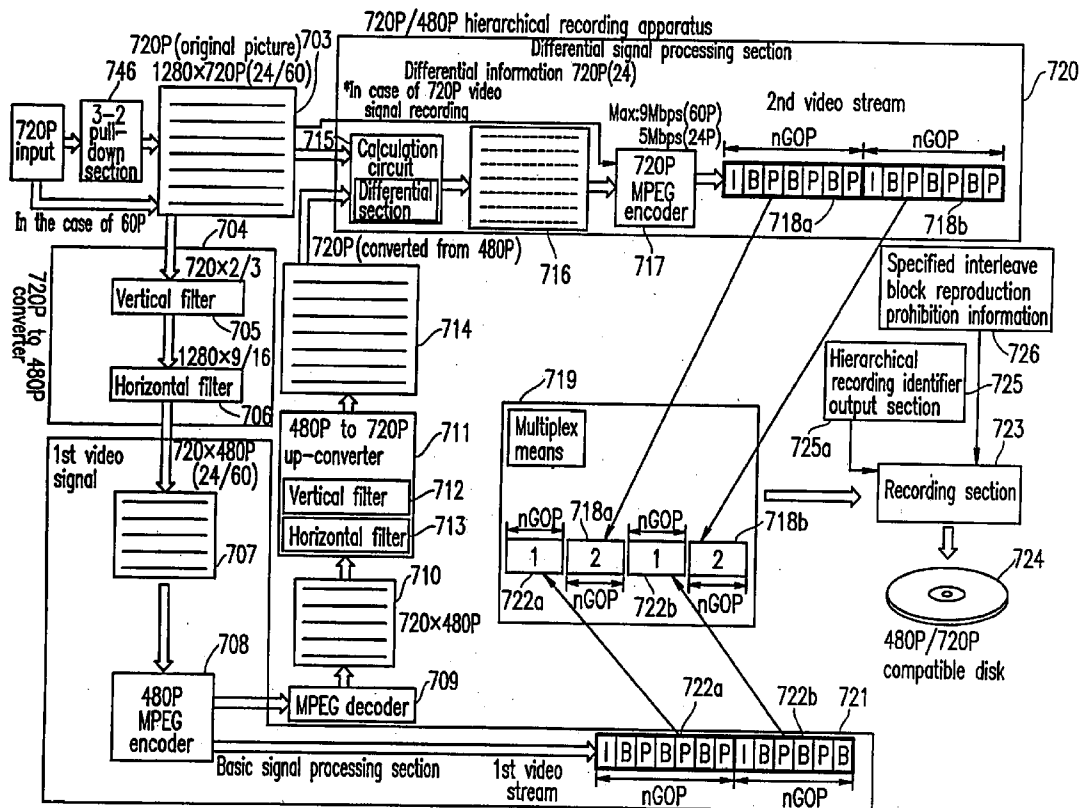 720P/480P hierarchical recording apparatus
720P(original picture)
1280×720P(24/60)
703
746
3-2
pull-
down
section
720P
input
In the case of 60P
Differential signal processing section
720
Differential information 720P(24)
*In case of 720P video
signal recording
715
Calculation
circuit
Differential
section
716
Max:9Mbps(60P)
5Mbps(24P)
720P
MPEG
encoder
717
2nd video stream
nGOP
nGOP
I B P B P B P I B P B P B P
718a
718b
704
720P to 480P
converter
720×2/3
Vertical filter
705
1280×9/16
Horizontal filter
706
720P(converted from 480P)
714
480P to 720P
up-converter
711
Vertical filter
712
Horizontal filter
713
1st video
signal
720×480P
(24/60)
707
710
720×480P
708
480P
MPEG
encoder
MPEG decoder
709
Basic signal processing section
1st video
stream
722a
722b
721
I B P B P B P I B P B P B
nGOP
nGOP
719
Multiplex
means
nGOP
718a
nGOP
718b
1
2
1
2
722a
nGOP
722b
nGOP
Specified interleave
block reproduction
prohibition information
726
Hierarchical
recording identifier
output section
725
725a
723
Recording section
724
480P/720P
compatible disk